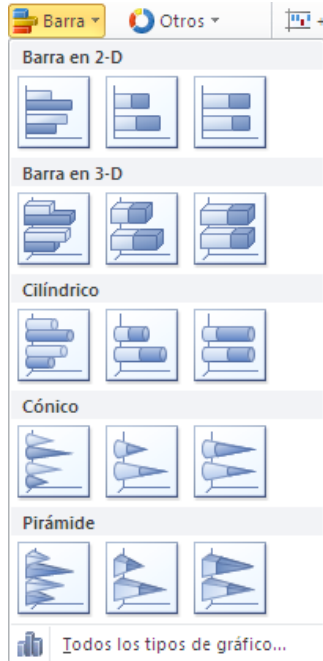 Barra Otros
Barra en 2-D
Barra en 3-D
Cilíndrico
Cónico
Pirámide
Todos los tipos de gráfico...